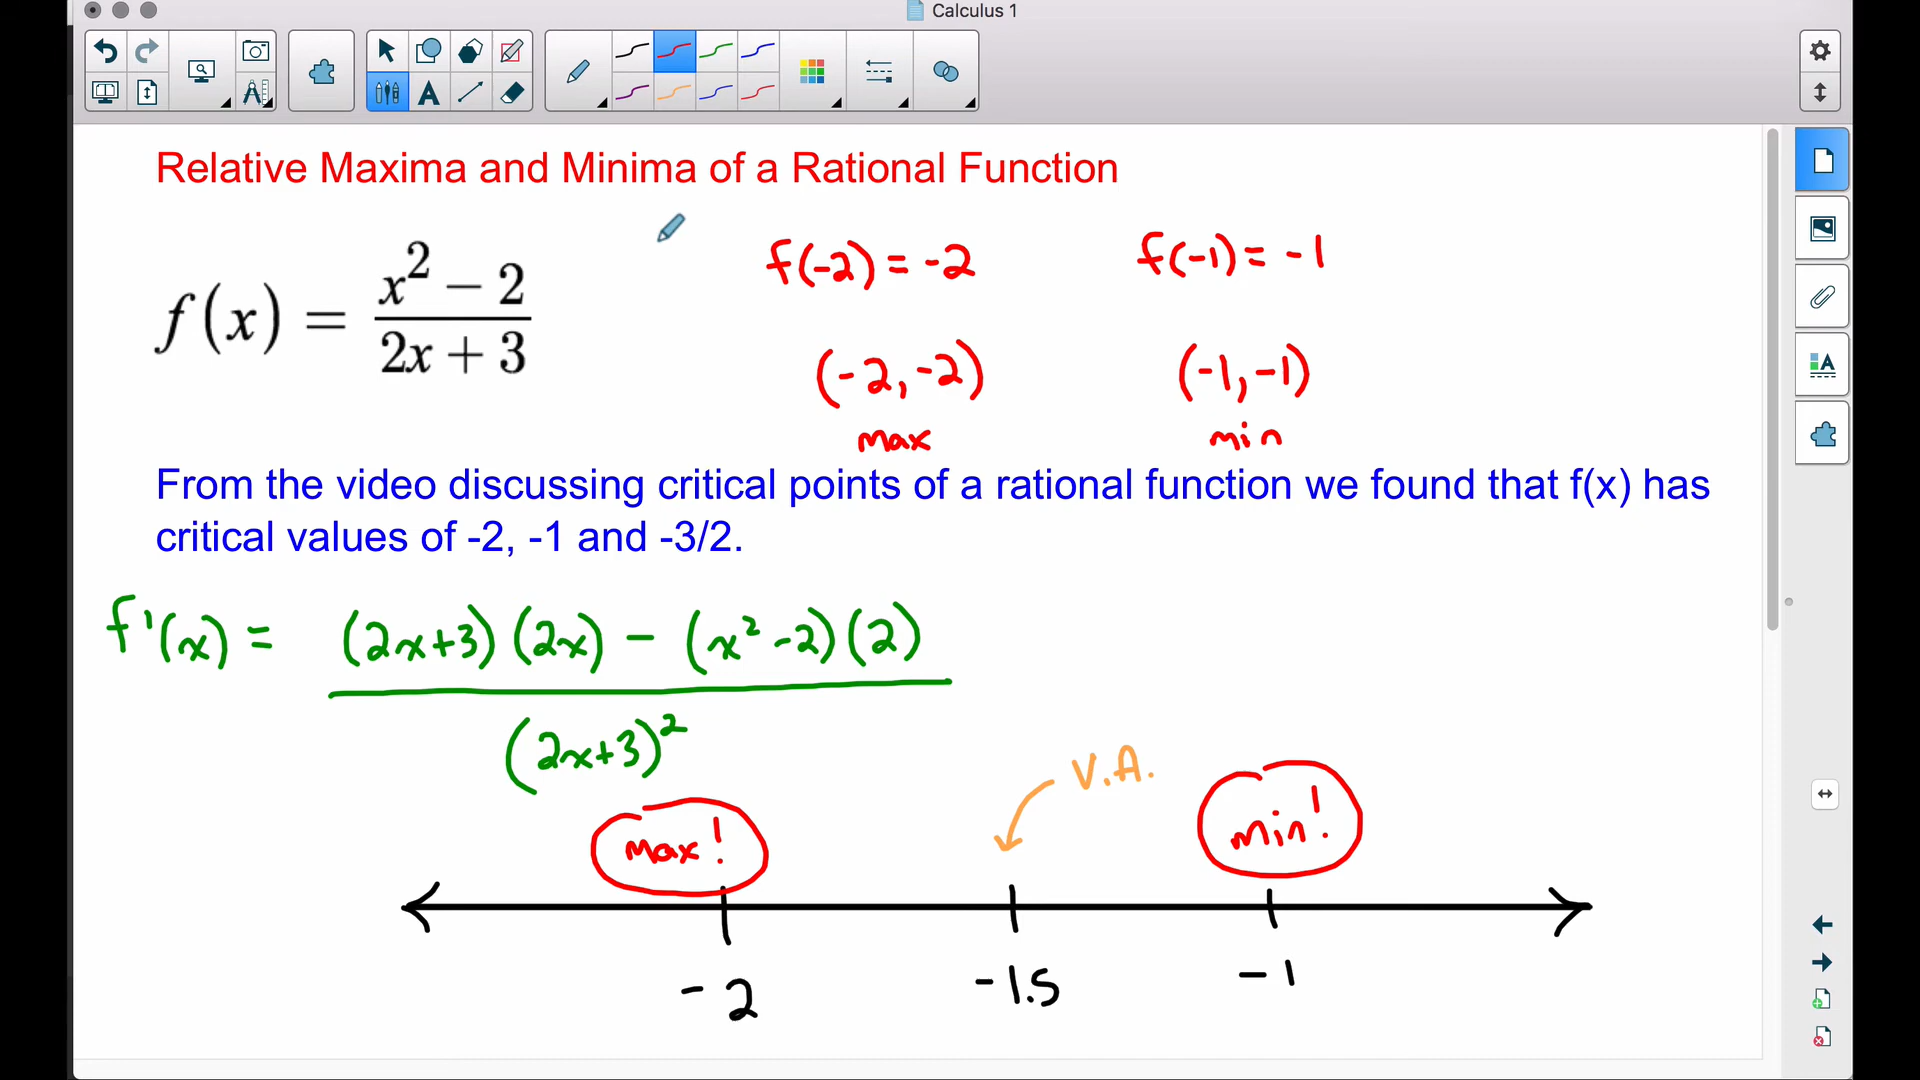 Calculus 1
Relative Maxima and Minima of a Rational Function
f(x) = (x² − 2)/(2x + 3)
f(-2) = -2
f(-1) = -1
(-2, -2)
(-1, -1)
max
min
From the video discussing critical points of a rational function we found that f(x) has
critical values of -2, -1 and -3/2.
f'(x) = (2x+3)(2x) − (x² -2)(2)
(2x+3)²
V.A.
max!
min!
-2
-1.5
-1